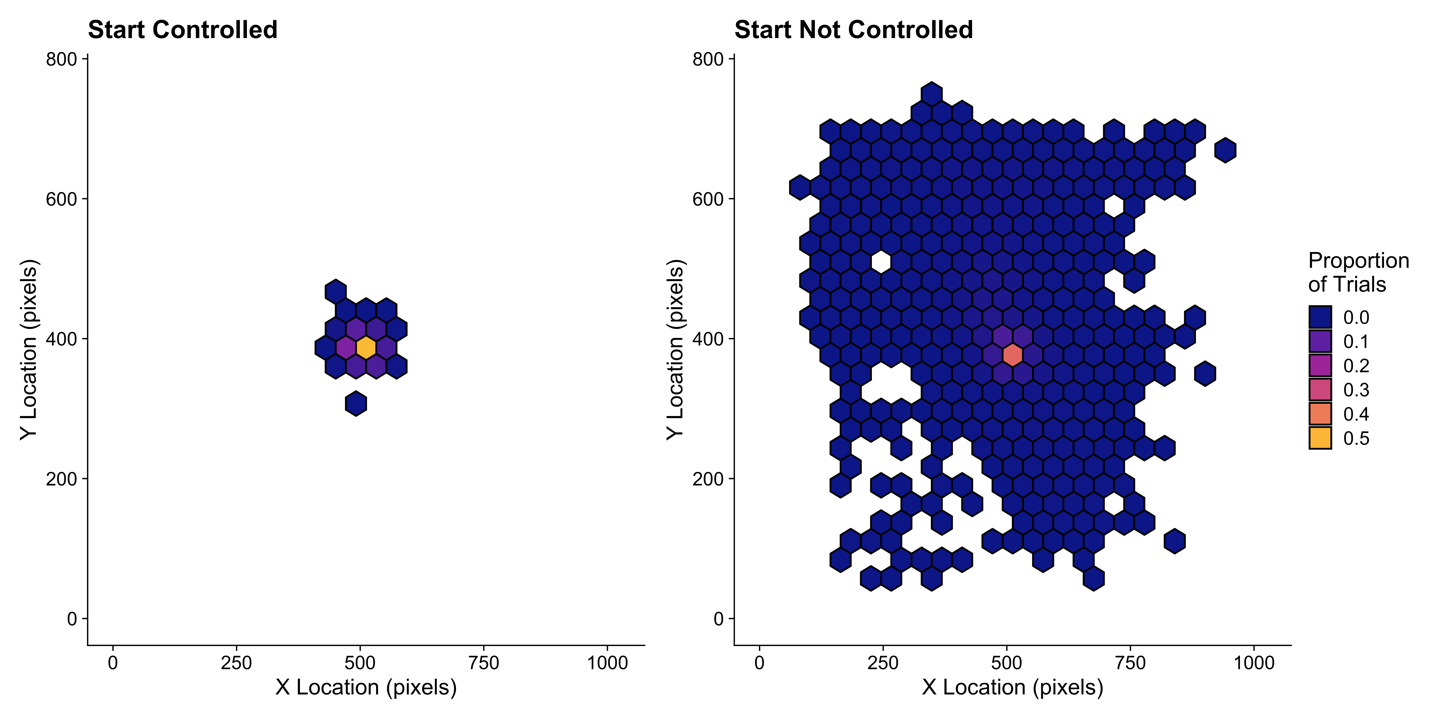 Start Controlled
Y Location (pixels)
800
600
400
200
0
0 250 500 750 1000
X Location (pixels)
Start Not Controlled
Y Location (pixels)
800
600
400
200
0
0 250 500 750 1000
X Location (pixels)
Proportion
of Trials
0.0
0.1
0.2
0.3
0.4
0.5